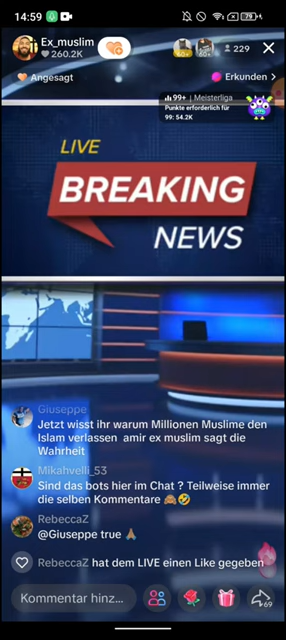 14:59
79
Ex_muslim
260.2K
60+
60+
229
Angesagt
Erkunden >
99+ | Meisterliga
Punkte erforderlich für
99: 54.2K
LIVE
BREAKING
NEWS
Giuseppe
Jetzt wisst ihr warum Millionen Muslime den
Islam verlassen amir ex muslim sagt die
Wahrheit
Mikahvelli_53
Sind das bots hier im Chat ? Teilweise immer
die selben Kommentare 🙈🤣
RebeccaZ
@Giuseppe true 🙏🏽
RebeccaZ hat dem LIVE einen Like gegeben
Kommentar hinz...
69